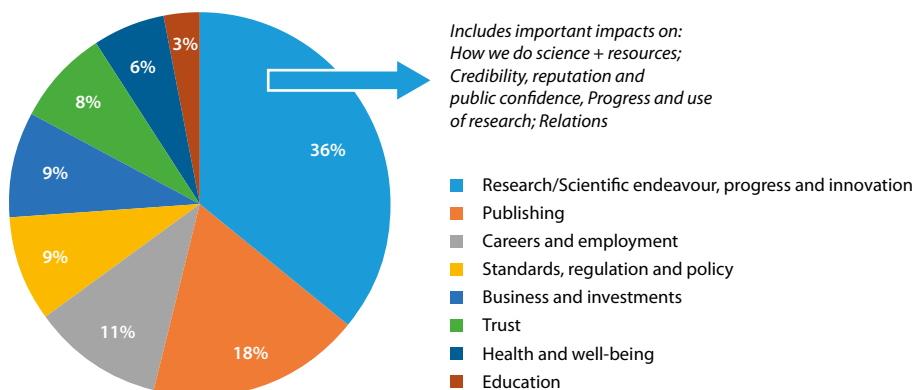 Includes important impacts on:
How we do science + resources;
Credibility, reputation and
public confidence, Progress and use
of research; Relations
3%
6%
8%
9%
9%
11%
18%
36%
Research/Scientific endeavour, progress and innovation
Publishing
Careers and employment
Standards, regulation and policy
Business and investments
Trust
Health and well-being
Education